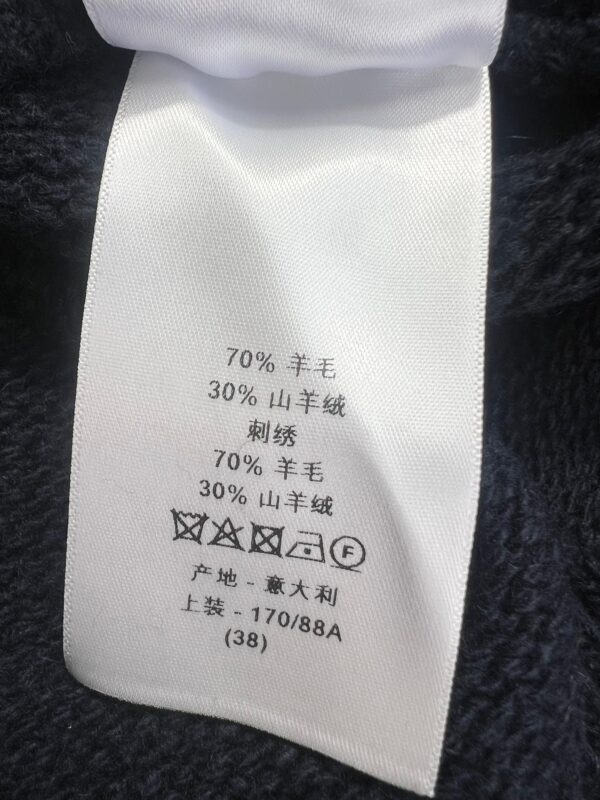 70% 羊毛
30% 山羊绒
刺绣
70% 羊毛
30% 山羊绒
F
产地 - 意大利
上装 - 170/88A
(38)